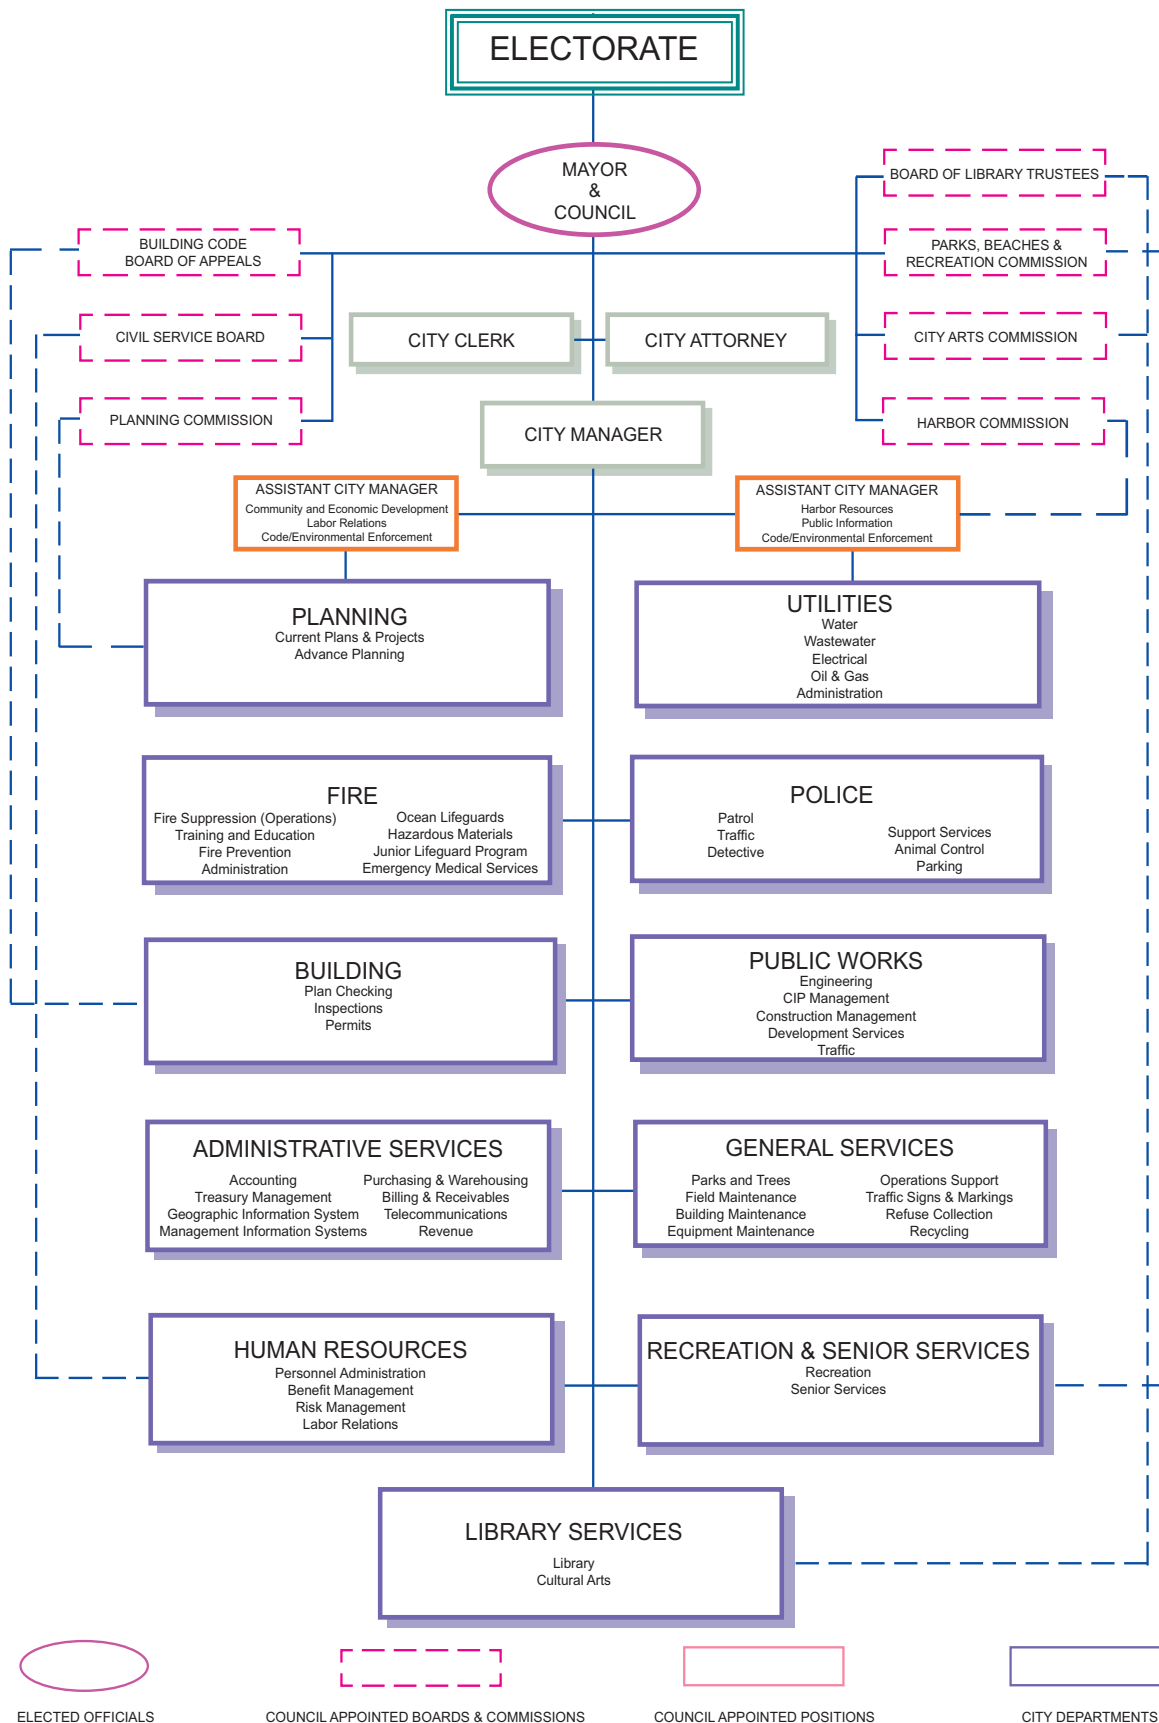 ELECTORATE
MAYOR
&
COUNCIL
BUILDING CODE
BOARD OF APPEALS
CIVIL SERVICE BOARD
PLANNING COMMISSION
BOARD OF LIBRARY TRUSTEES
PARKS, BEACHES &
RECREATION COMMISSION
CITY ARTS COMMISSION
HARBOR COMMISSION
CITY CLERK
CITY ATTORNEY
CITY MANAGER
ASSISTANT CITY MANAGER
Community and Economic Development
Labor Relations
Code/Environmental Enforcement
ASSISTANT CITY MANAGER
Harbor Resources
Public Information
Code/Environmental Enforcement
PLANNING
Current Plans & Projects
Advance Planning
UTILITIES
Water
Wastewater
Electrical
Oil & Gas
Administration
FIRE
Fire Suppression (Operations)
Training and Education
Fire Prevention
Administration
Ocean Lifeguards
Hazardous Materials
Junior Lifeguard Program
Emergency Medical Services
POLICE
Patrol
Traffic
Detective
Support Services
Animal Control
Parking
BUILDING
Plan Checking
Inspections
Permits
PUBLIC WORKS
Engineering
CIP Management
Construction Management
Development Services
Traffic
ADMINISTRATIVE SERVICES
Accounting
Treasury Management
Geographic Information System
Management Information Systems
Purchasing & Warehousing
Billing & Receivables
Telecommunications
Revenue
GENERAL SERVICES
Parks and Trees
Field Maintenance
Building Maintenance
Equipment Maintenance
Operations Support
Traffic Signs & Markings
Refuse Collection
Recycling
HUMAN RESOURCES
Personnel Administration
Benefit Management
Risk Management
Labor Relations
RECREATION & SENIOR SERVICES
Recreation
Senior Services
LIBRARY SERVICES
Library
Cultural Arts
ELECTED OFFICIALS
COUNCIL APPOINTED BOARDS & COMMISSIONS
COUNCIL APPOINTED POSITIONS
CITY DEPARTMENTS